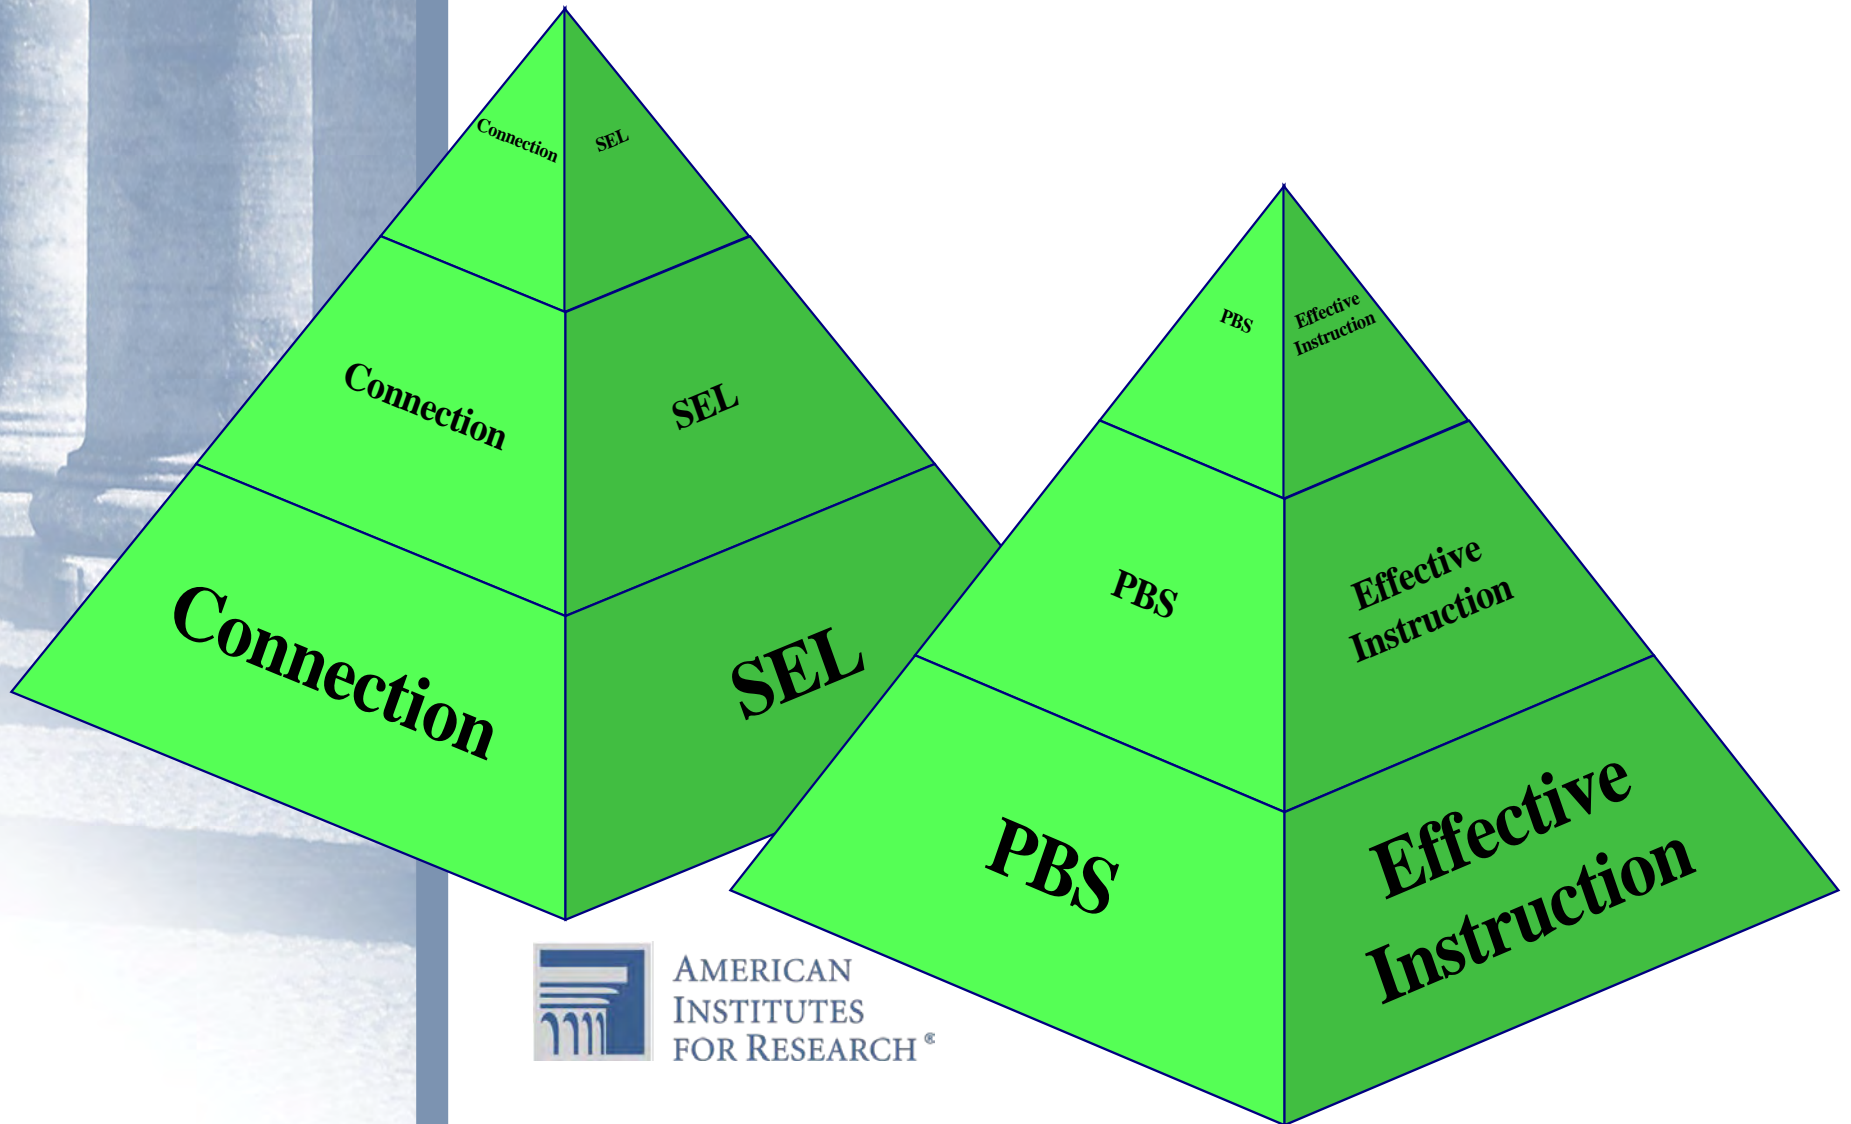 Connection
SEL
Connection
SEL
Connection
SEL
PBS
Effective
Instruction
PBS
Effective
Instruction
PBS
Effective
Instruction
AMERICAN
INSTITUTES
FOR RESEARCH ®